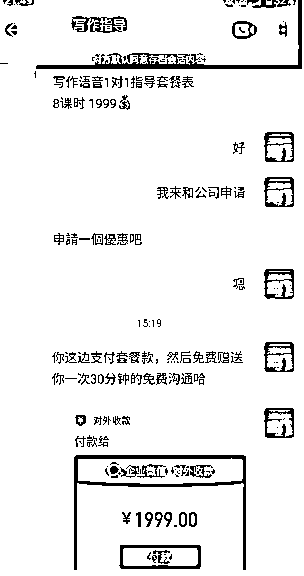 写作指导
对方默认同意存档会话内容
写作语音1对1指导套餐表
8课时 1999💰
好
我来和公司申请
申請一個優惠吧
嗯
15:19
你这边支付套餐款，然后免费赠送
你一次30分钟的免费沟通哈
对外收款
付款给
企业微信 对外收款
¥1999.00
付款